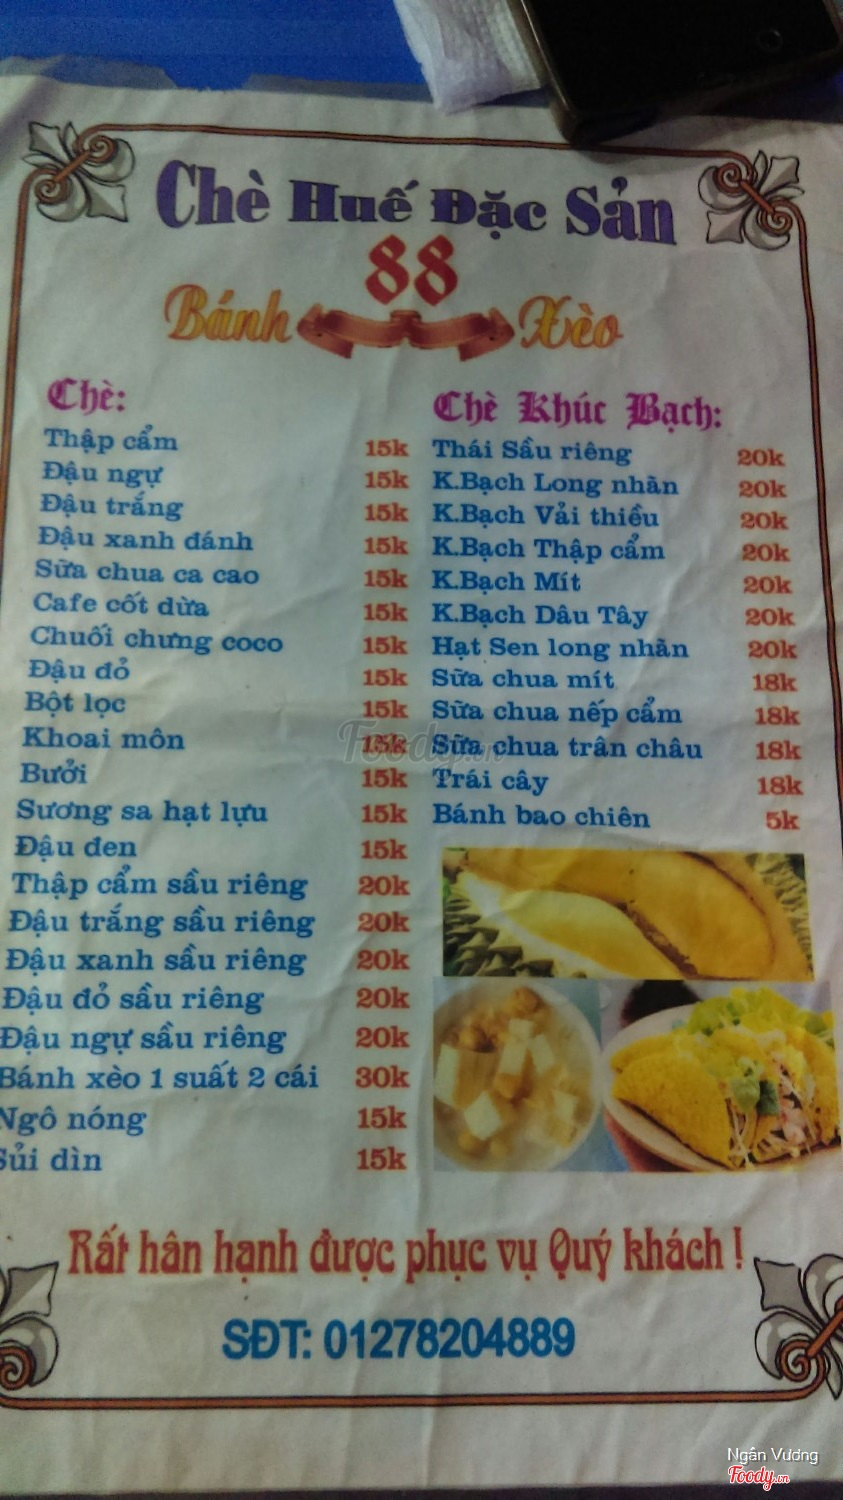 Chè Huế Đặc Sản
88
Bánh Xèo
Chè:
Thập cẩm 15k
Đậu ngự 15k
Đậu trắng 15k
Đậu xanh đánh 15k
Sữa chua ca cao 15k
Cafe cốt dừa 15k
Chuối chưng coco 15k
Đậu đỏ 15k
Bột lọc 15k
Khoai môn 15k
Bưởi 15k
Sương sa hạt lựu 15k
Đậu đen 15k
Thập cẩm sầu riêng 20k
Đậu trắng sầu riêng 20k
Đậu xanh sầu riêng 20k
Đậu đỏ sầu riêng 20k
Đậu ngự sầu riêng 20k
Bánh xèo 1 suất 2 cái 30k
Ngô nóng 15k
Sủi dìn 15k
Chè Khúc Bạch:
Thái Sầu riêng 20k
K.Bạch Long nhãn 20k
K.Bạch Vải thiều 20k
K.Bạch Thập cẩm 20k
K.Bạch Mít 20k
K.Bạch Dâu Tây 20k
Hạt Sen long nhãn 20k
Sữa chua mít 18k
Sữa chua nếp cẩm 18k
Sữa chua trân châu 18k
Trái cây 18k
Bánh bao chiên 5k
Foody.vn
Rất hân hạnh được phục vụ Quý khách !
SĐT: 01278204889
Ngân Vương
Foody.vn